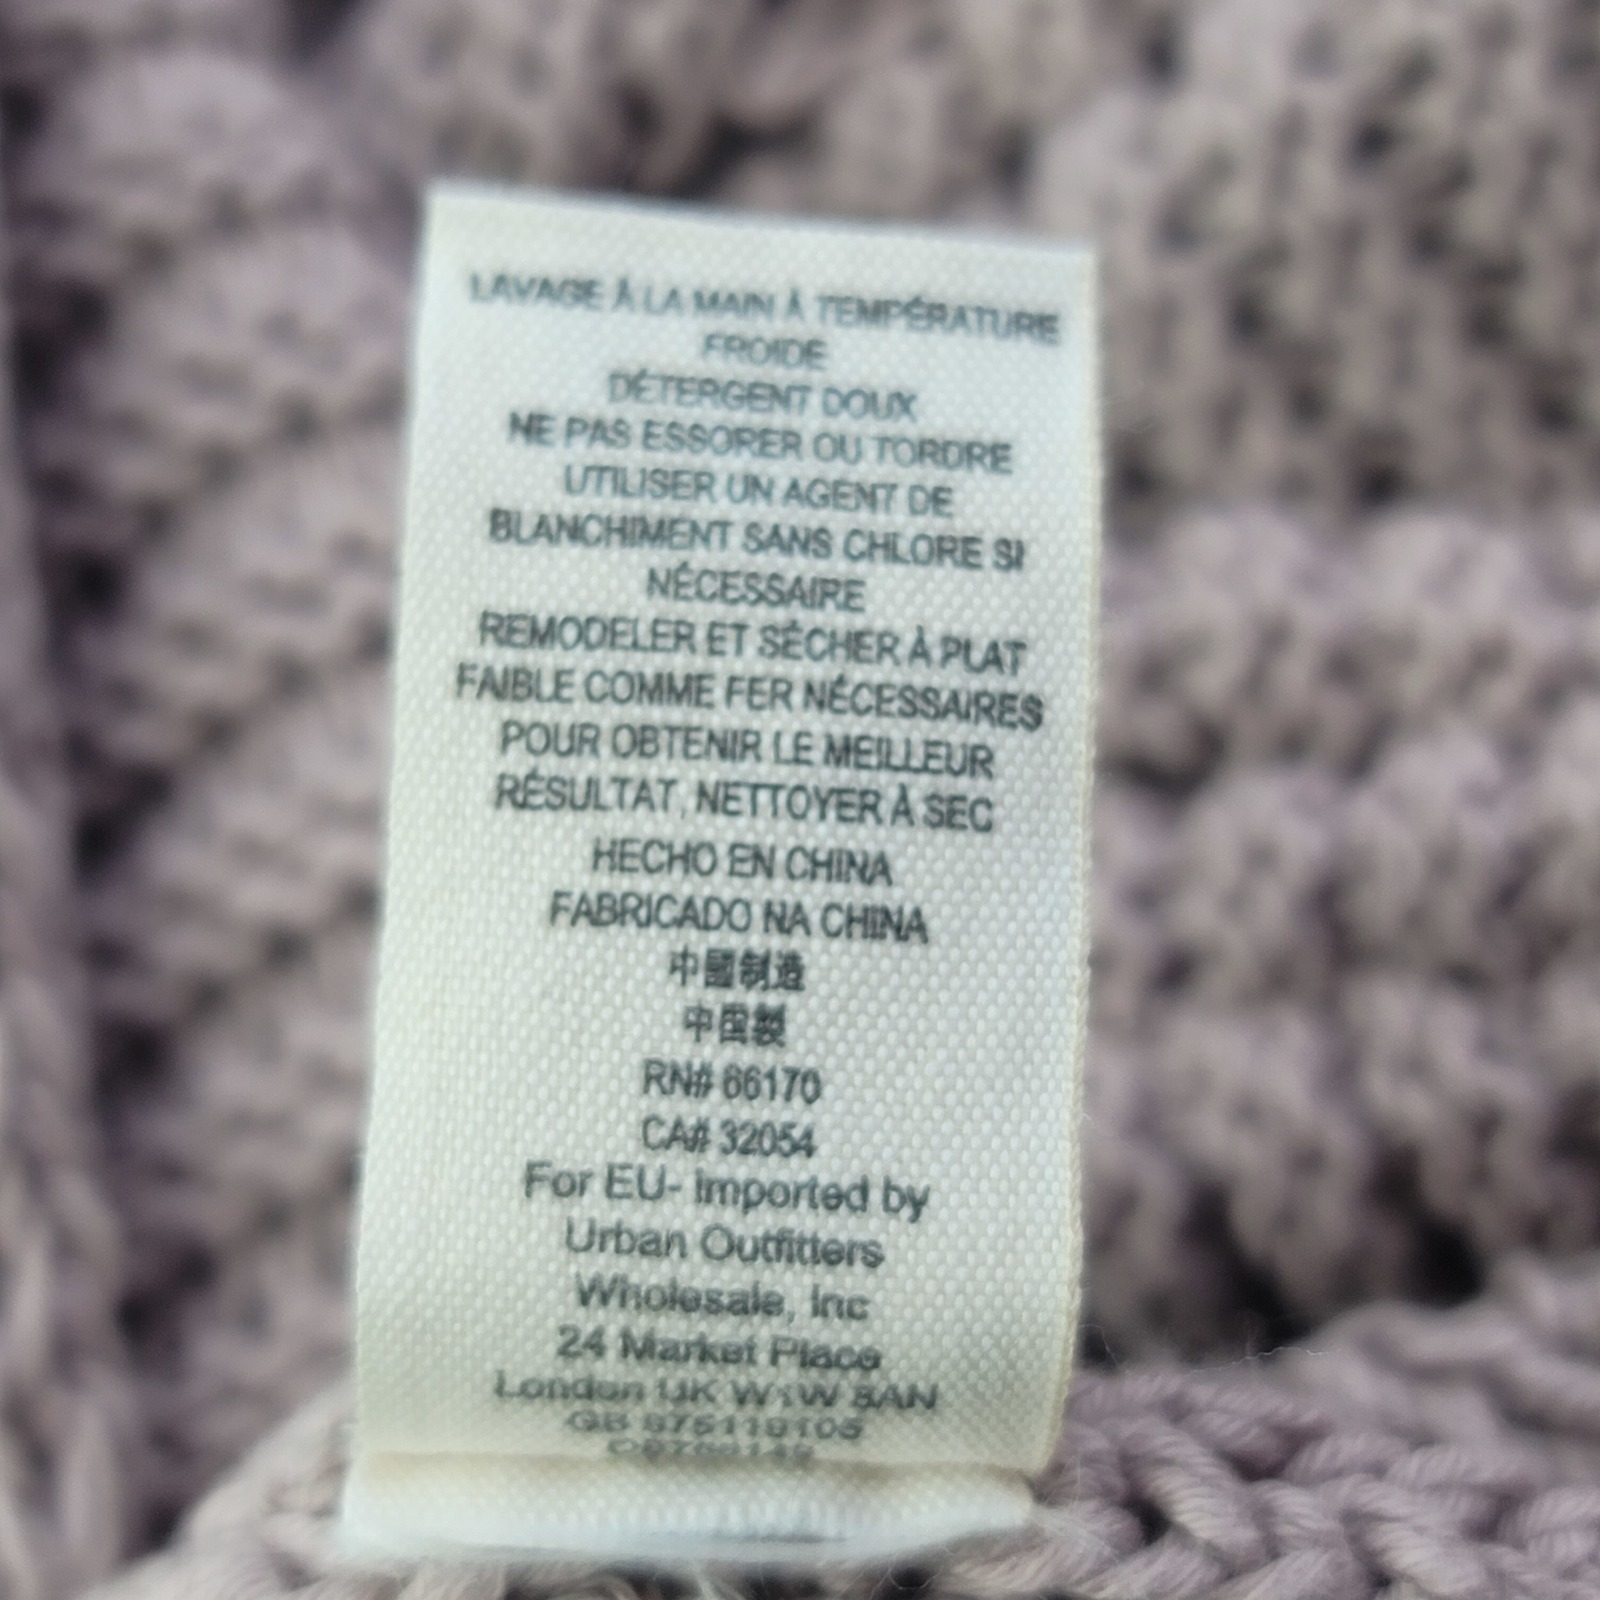 LAVAGE À LA MAIN À TEMPÉRATURE
FROIDE
DÉTERGENT DOUX
NE PAS ESSORER OU TORDRE
UTILISER UN AGENT DE
BLANCHIMENT SANS CHLORE SI
NÉCESSAIRE
REMODELER ET SÉCHER À PLAT
FAIBLE COMME FER NÉCESSAIRES
POUR OBTENIR LE MEILLEUR
RÉSULTAT, NETTOYER À SEC
HECHO EN CHINA
FABRICADO NA CHINA
中國制造
中国製
RN# 66170
CA# 32054
For EU- Imported by
Urban Outfitters
Wholesale, Inc
24 Market Place
London UK W1W 8AN
GB